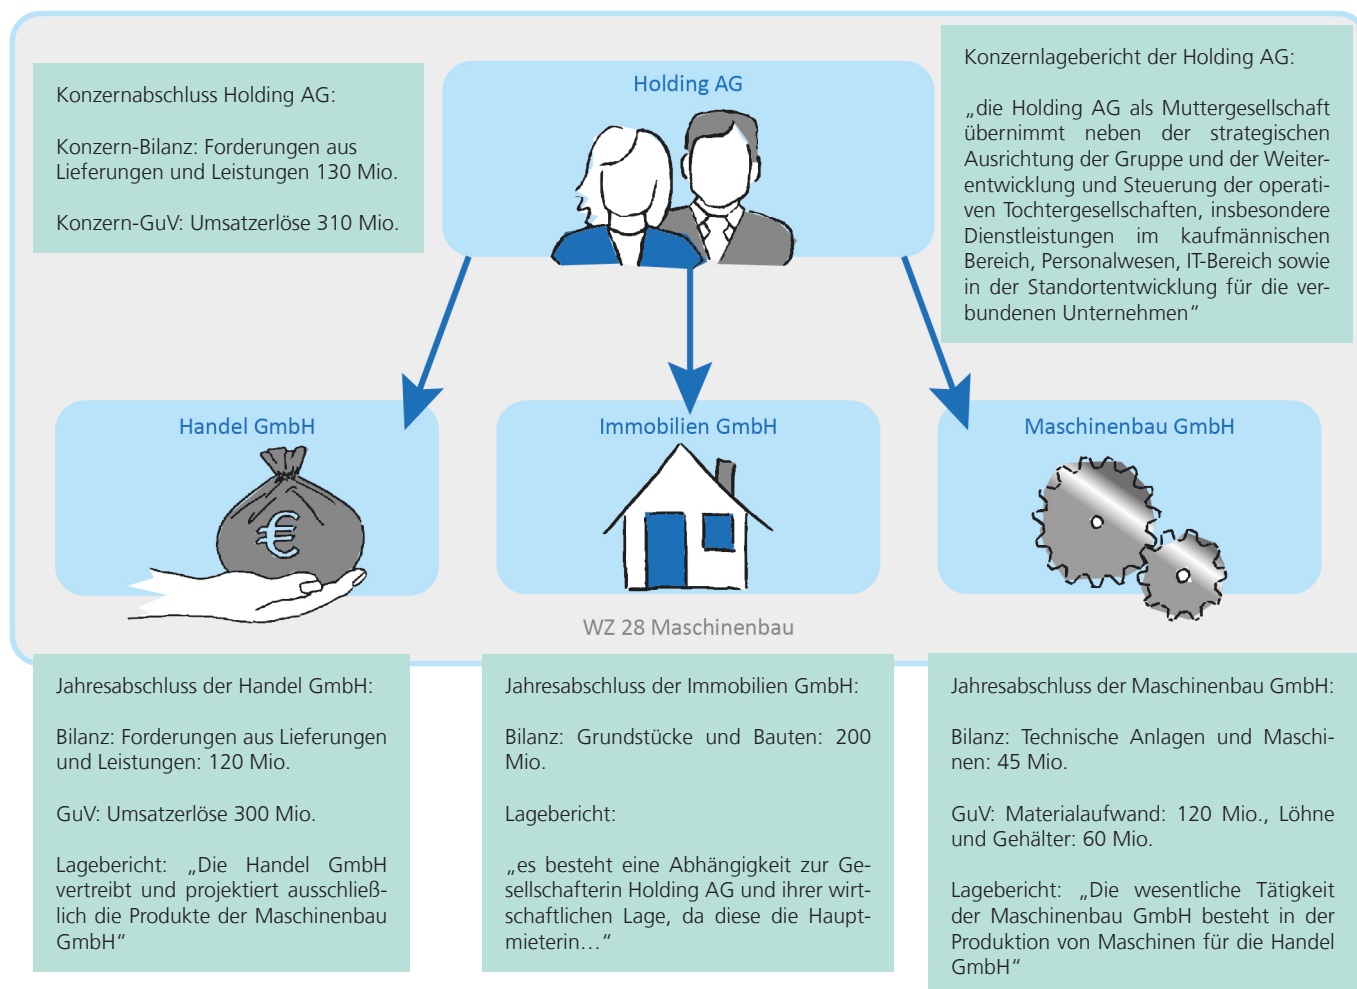 Konzernabschluss Holding AG:
Konzern-Bilanz: Forderungen aus
Lieferungen und Leistungen 130 Mio.
Konzern-GuV: Umsatzerlöse 310 Mio.
Holding AG
Konzernlagebericht der Holding AG:
„die Holding AG als Muttergesellschaft
übernimmt neben der strategischen
Ausrichtung der Gruppe und der Weiter-
entwicklung und Steuerung der operati-
ven Tochtergesellschaften, insbesondere
Dienstleistungen im kaufmännischen
Bereich, Personalwesen, IT-Bereich sowie
in der Standortentwicklung für die ver-
bundenen Unternehmen“
Handel GmbH
€
Immobilien GmbH
Maschinenbau GmbH
WZ 28 Maschinenbau
Jahresabschluss der Handel GmbH:
Bilanz: Forderungen aus Lieferungen
und Leistungen: 120 Mio.
GuV: Umsatzerlöse 300 Mio.
Lagebericht: „Die Handel GmbH
vertreibt und projektiert ausschließ-
lich die Produkte der Maschinenbau
GmbH“
Jahresabschluss der Immobilien GmbH:
Bilanz: Grundstücke und Bauten: 200
Mio.
Lagebericht:
„es besteht eine Abhängigkeit zur Ge-
sellschafterin Holding AG und ihrer wirt-
schaftlichen Lage, da diese die Haupt-
mieterin…“
Jahresabschluss der Maschinenbau GmbH:
Bilanz: Technische Anlagen und Maschi-
nen: 45 Mio.
GuV: Materialaufwand: 120 Mio., Löhne
und Gehälter: 60 Mio.
Lagebericht: „Die wesentliche Tätigkeit
der Maschinenbau GmbH besteht in der
Produktion von Maschinen für die Handel
GmbH“